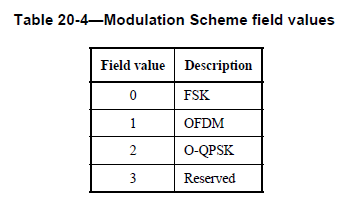 Table 20-4—Modulation Scheme field values
Field value Description
0 FSK
1 OFDM
2 O-QPSK
3 Reserved